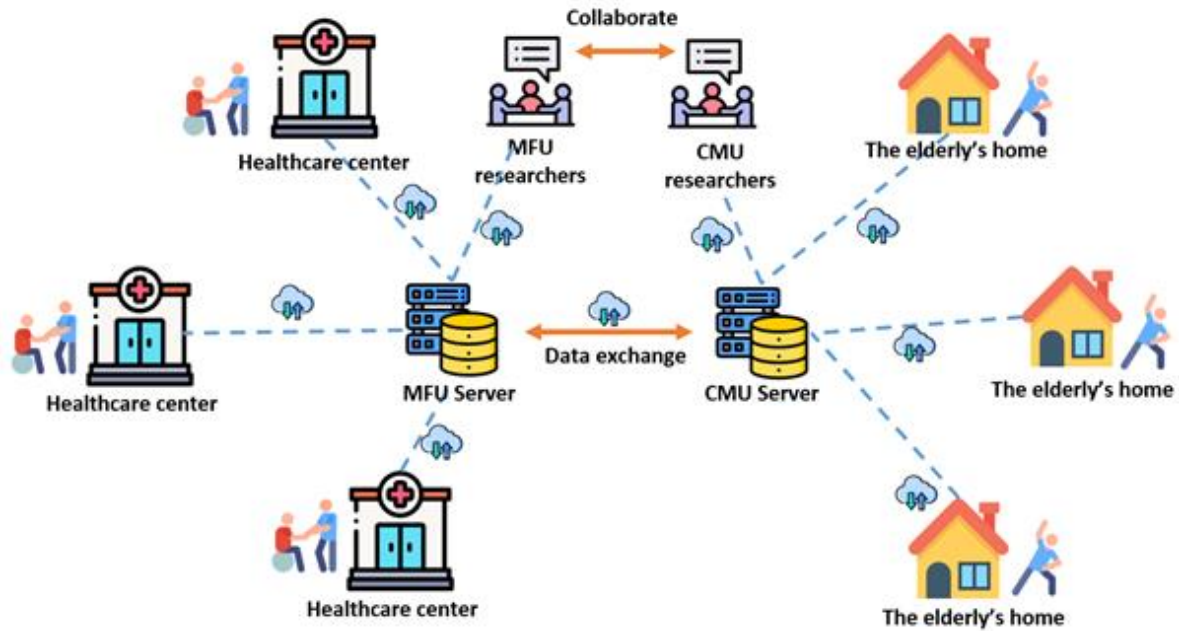 Collaborate
MFU
researchers
CMU
researchers
Healthcare center
The elderly's home
Healthcare center
MFU Server
Data exchange
CMU Server
The elderly's home
Healthcare center
The elderly's home